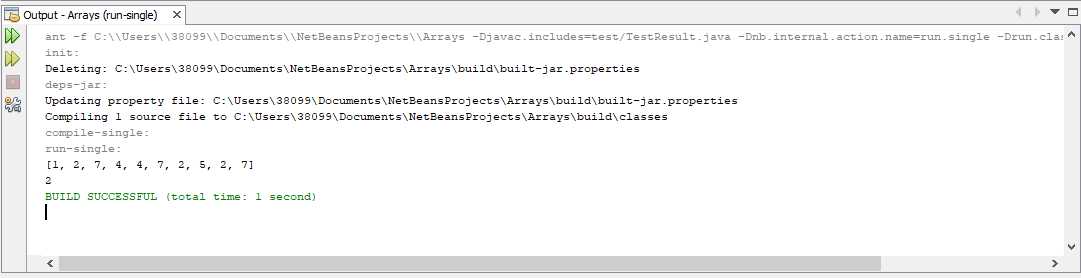 Output - Arrays (run-single)
ant -f C:\\Users\\38099\\Documents\\NetBeansProjects\\Arrays -Djavac.includes=test/TestResult.java -Dnb.internal.action.name=run.single -Drun.clas
init:
Deleting: C:\Users\38099\Documents\NetBeansProjects\Arrays\build\built-jar.properties
deps-jar:
Updating property file: C:\Users\38099\Documents\NetBeansProjects\Arrays\build\built-jar.properties
Compiling 1 source file to C:\Users\38099\Documents\NetBeansProjects\Arrays\build\classes
compile-single:
run-single:
[1, 2, 7, 4, 4, 7, 2, 5, 2, 7]
2
BUILD SUCCESSFUL (total time: 1 second)